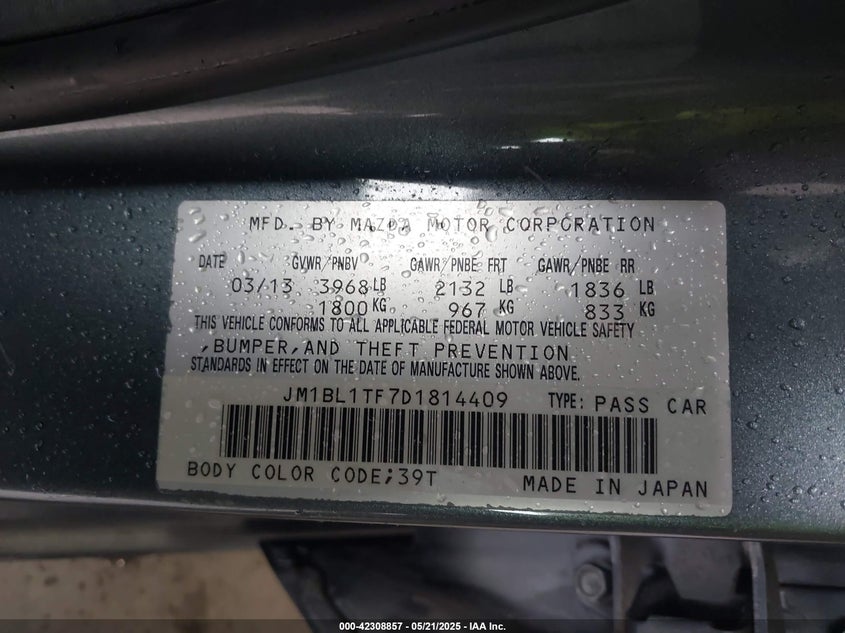 MFD. BY MAZDA MOTOR CORPORATION
DATE GVWR/PNBV GAWR/PNBE FRT GAWR/PNBE RR
03/13 3968 LB 2132 LB 1836 LB
1800 KG 967 KG 833 KG
THIS VEHICLE CONFORMS TO ALL APPLICABLE FEDERAL MOTOR VEHICLE SAFETY
,BUMPER,AND THEFT PREVENTION
STANDARDS IN EFFECT ON THE DATE OF MANUFACTURE SHOWN ABOVE.
JM1BL1TF7D1814409 TYPE: PASS CAR
BODY COLOR CODE;39T MADE IN JAPAN
000-42308857 - 05/21/2025 - IAA Inc.